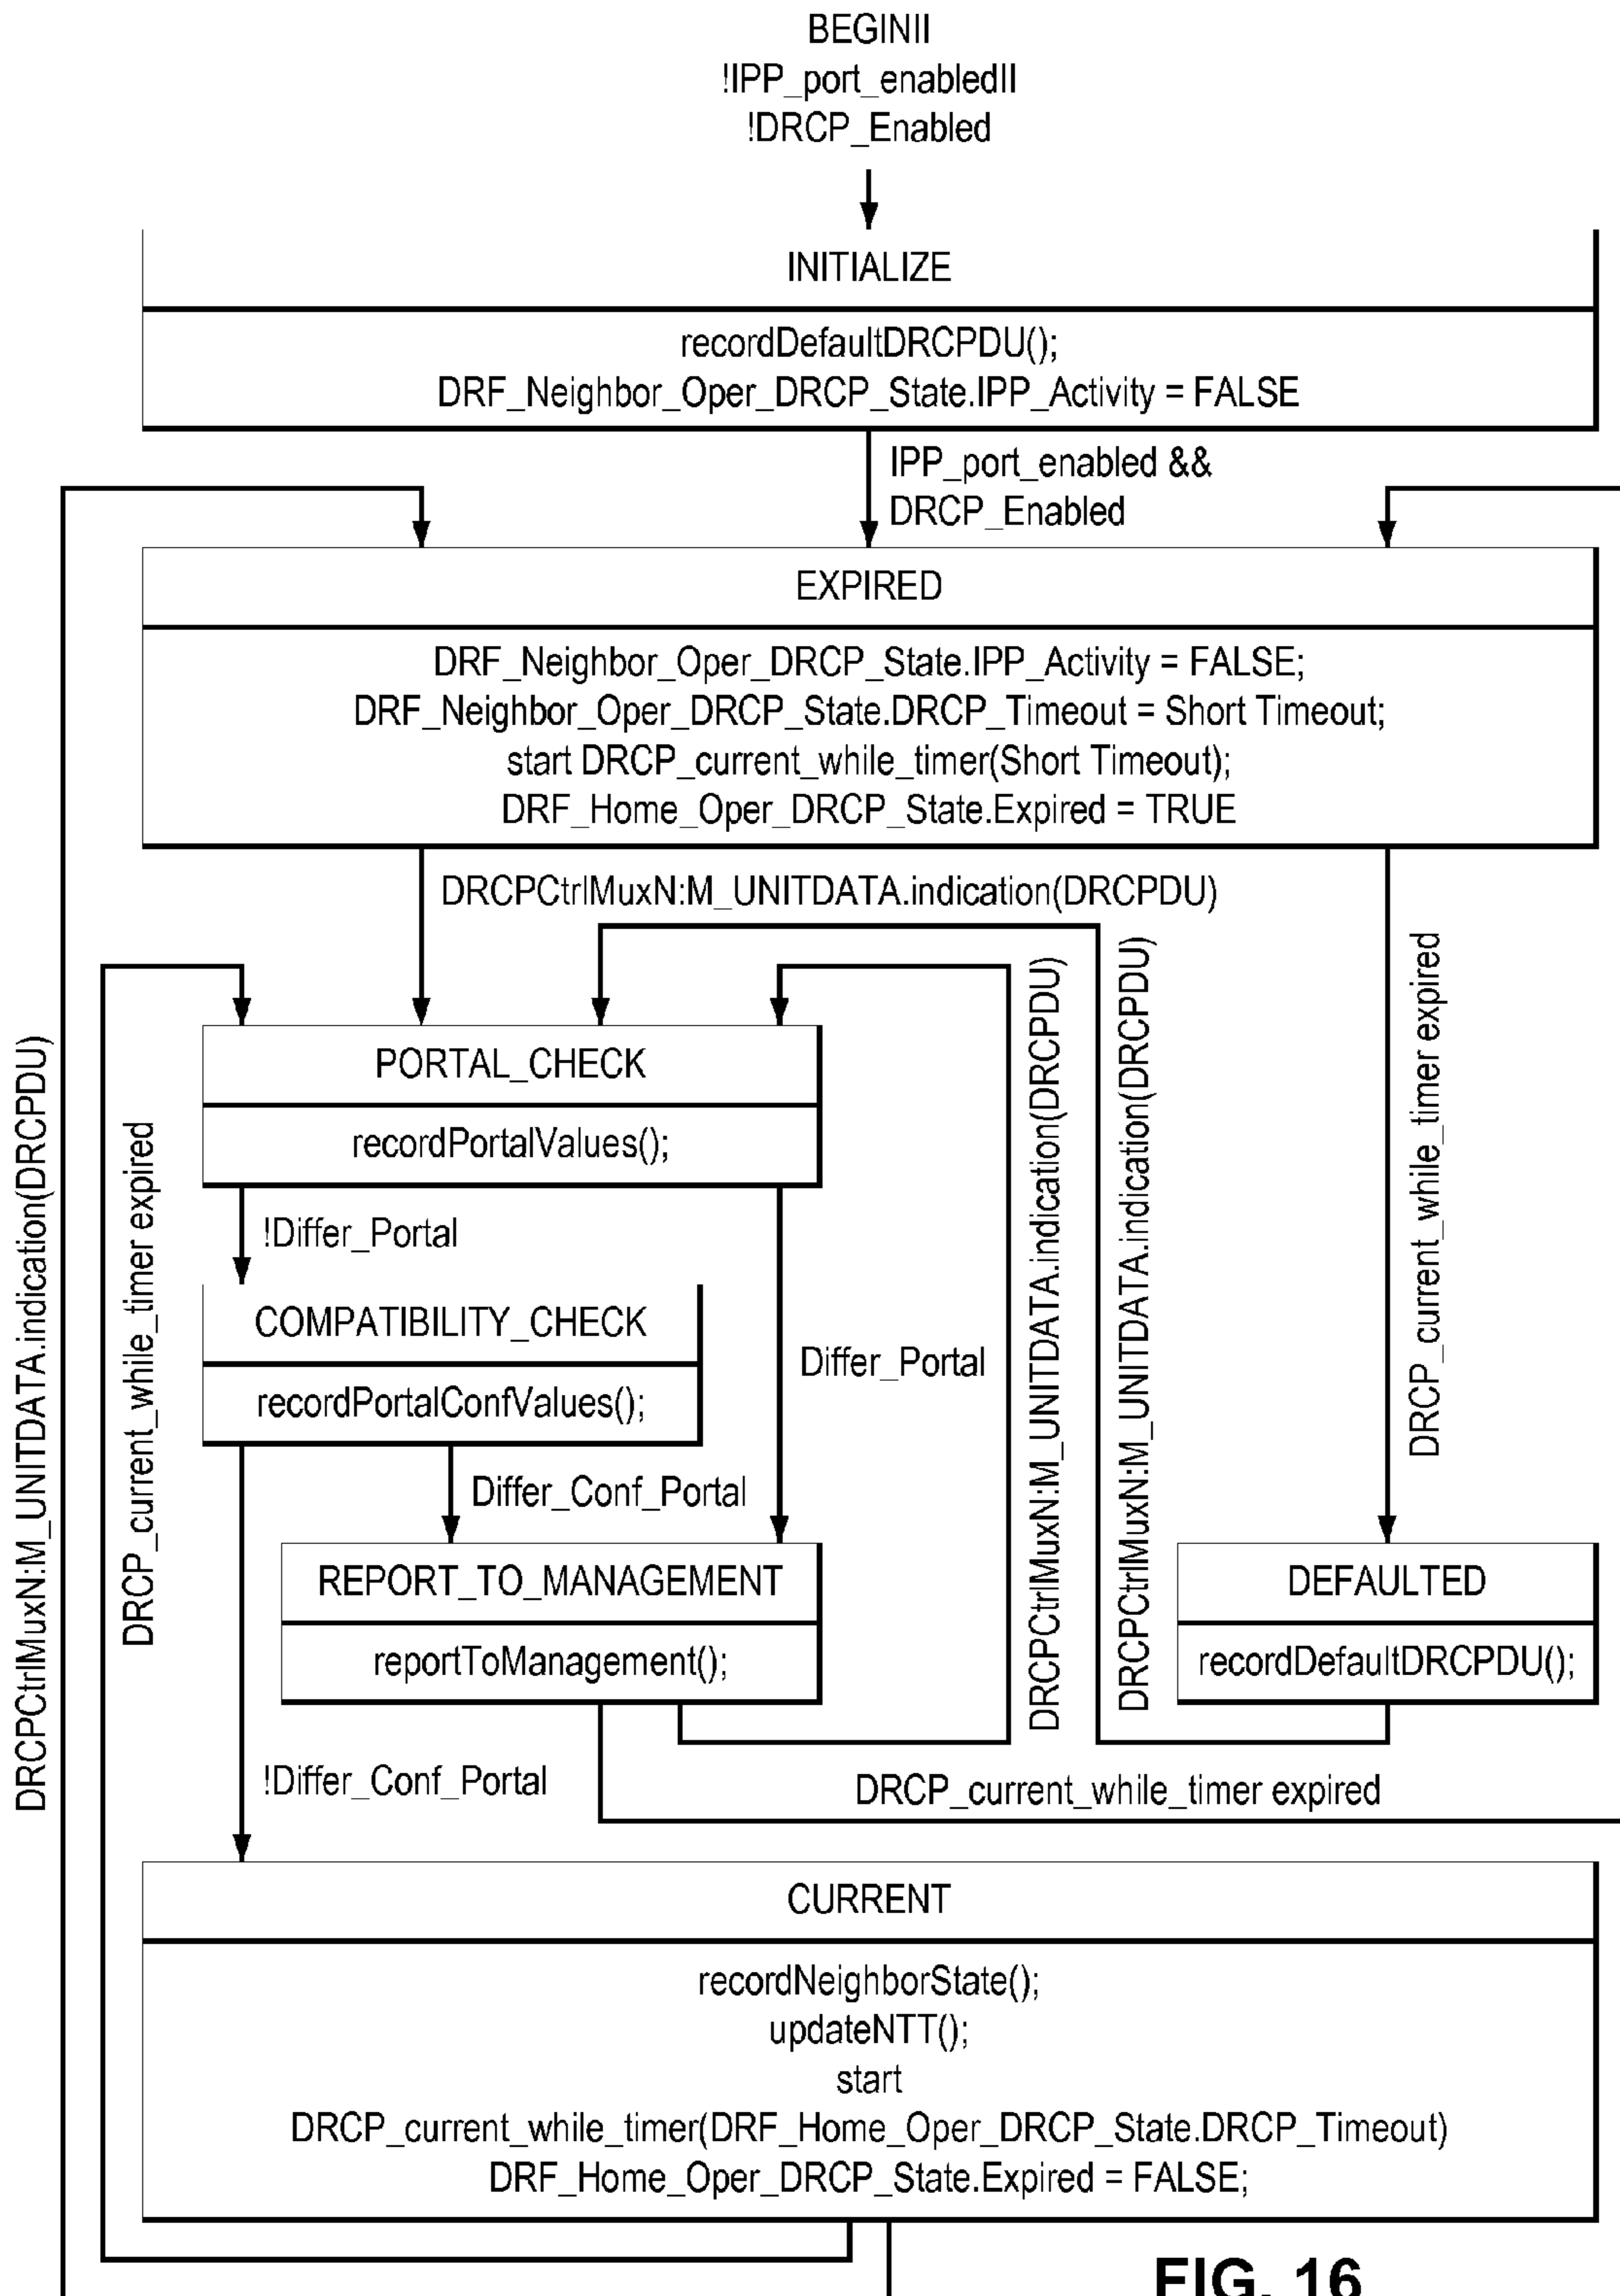 BEGINII
!IPP_port_enabledII
!DRCP_Enabled
INITIALIZE
recordDefaultDRCPDU();
DRF_Neighbor_Oper_DRCP_State.IPP_Activity = FALSE
IPP_port_enabled &&
DRCP_Enabled
EXPIRED
DRF_Neighbor_Oper_DRCP_State.IPP_Activity = FALSE;
DRF_Neighbor_Oper_DRCP_State.DRCP_Timeout = Short Timeout;
start DRCP_current_while_timer(Short Timeout);
DRF_Home_Oper_DRCP_State.Expired = TRUE
DRCPCtrlMuxN:M_UNITDATA.indication(DRCPDU)
DRCPCtrlMuxN:M_UNITDATA.indication(DRCPDU)
DRCP_current_while_timer expired
PORTAL_CHECK
recordPortalValues();
!Differ_Portal
COMPATIBILITY_CHECK
recordPortalConfValues();
Differ_Portal
DRCPCtrlMuxN:M_UNITDATA.indication(DRCPDU)
DRCPCtrlMuxN:M_UNITDATA.indication(DRCPDU)
DRCP_current_while_timer expired
Differ_Conf_Portal
REPORT_TO_MANAGEMENT
reportToManagement();
DEFAULTED
recordDefaultDRCPDU();
!Differ_Conf_Portal
DRCP_current_while_timer expired
CURRENT
recordNeighborState();
updateNTT();
start
DRCP_current_while_timer(DRF_Home_Oper_DRCP_State.DRCP_Timeout)
DRF_Home_Oper_DRCP_State.Expired = FALSE;
FIG. 16